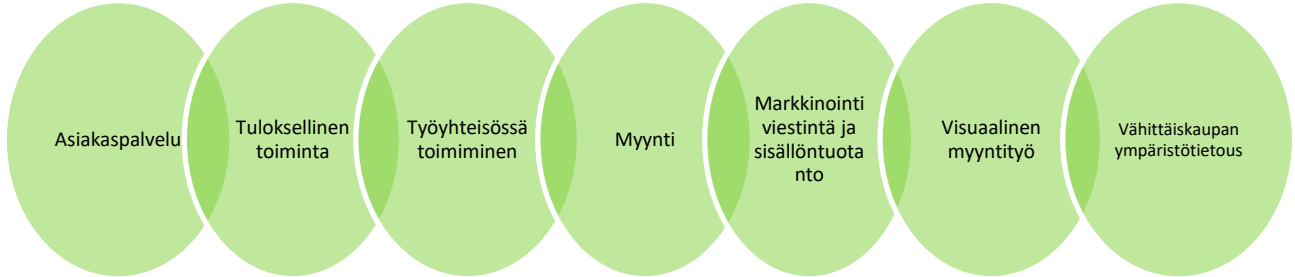 Asiakaspalvelu
Tuloksellinen
toiminta
Työyhteisössä
toimiminen
Myynti
Markkinointi
viestintä ja
sisällöntuota
nto
Visuaalinen
myyntityö
Vähittäiskaupan
ympäristötietous